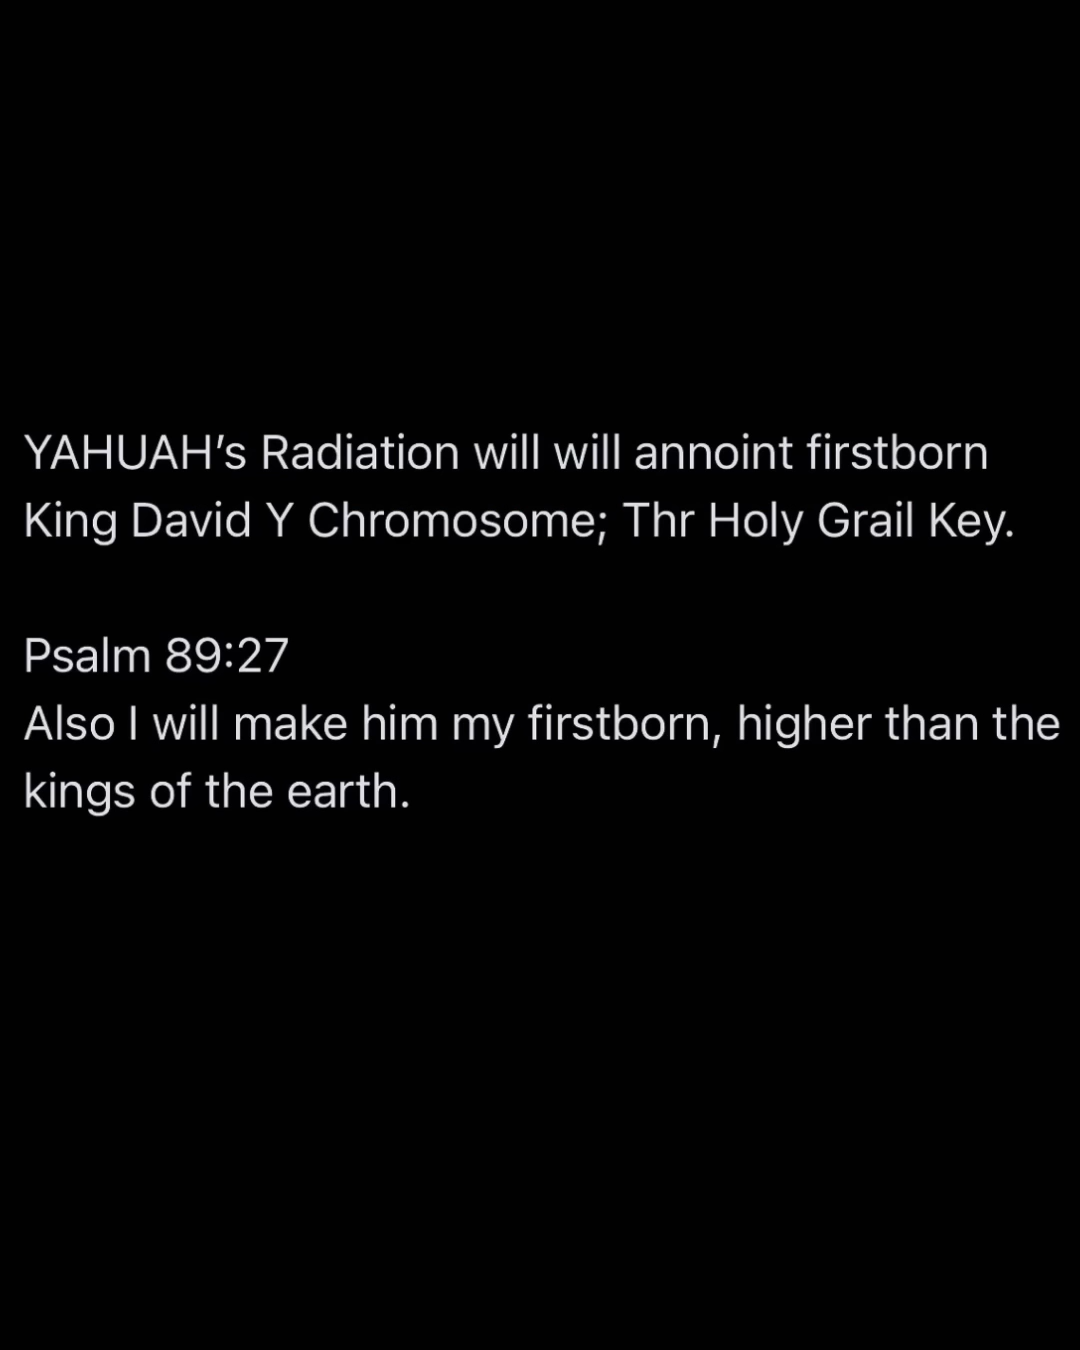 YAHUAH’s Radiation will will annoint firstborn
King David Y Chromosome; Thr Holy Grail Key.
Psalm 89:27
Also I will make him my firstborn, higher than the
kings of the earth.